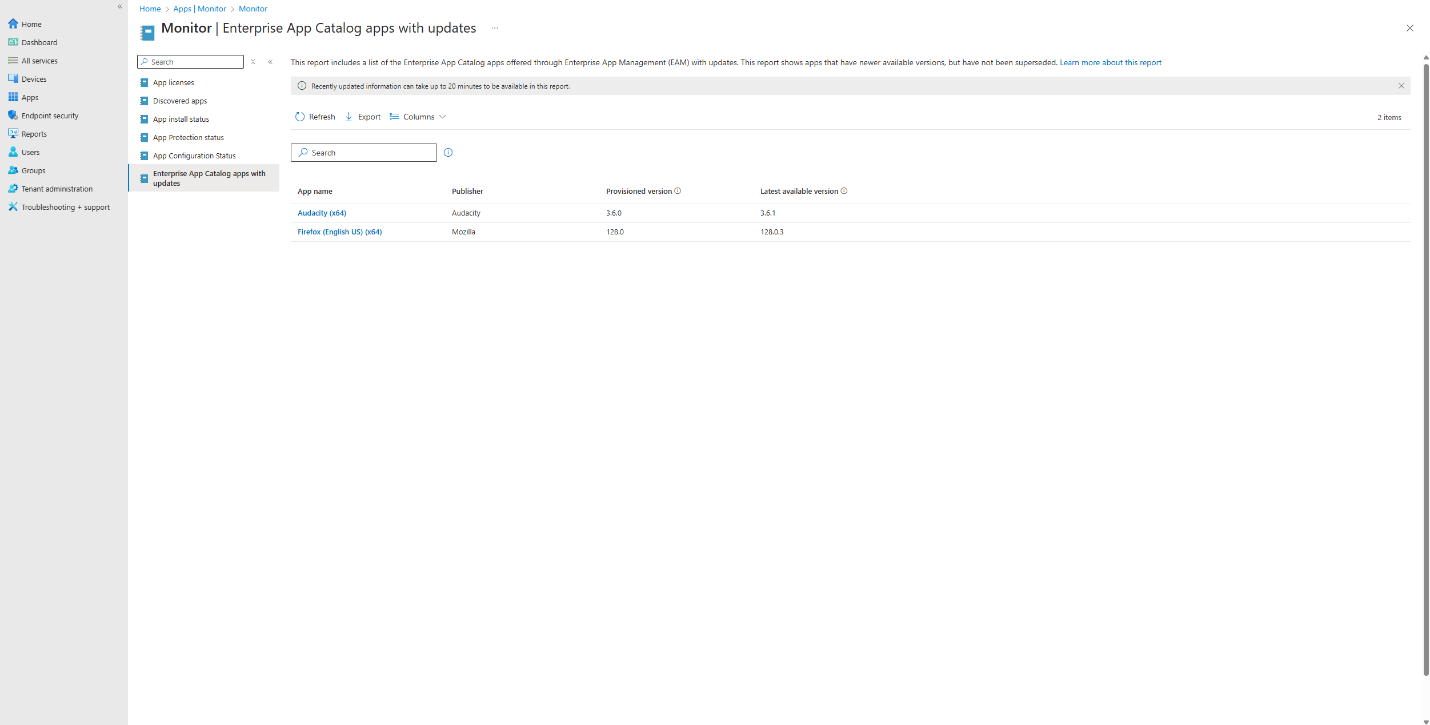 Home > Apps | Monitor > Monitor
Monitor | Enterprise App Catalog apps with updates ...
Home
Dashboard
All services
Devices
Apps
Endpoint security
Reports
Users
Groups
Tenant administration
Troubleshooting + support
Search
App licenses
Discovered apps
App install status
App Protection status
App Configuration Status
Enterprise App Catalog apps with
updates
This report includes a list of the Enterprise App Catalog apps offered through Enterprise App Management (EAM) with updates. This report shows apps that have newer available versions, but have not been superseded. Learn more about this report
Recently updated information can take up to 20 minutes to be available in this report.
Refresh Export Columns 2 items
Search
App name Publisher Provisioned version Latest available version
Audacity (x64) Audacity 3.6.0 3.6.1
Firefox (English US) (x64) Mozilla 128.0 128.0.3